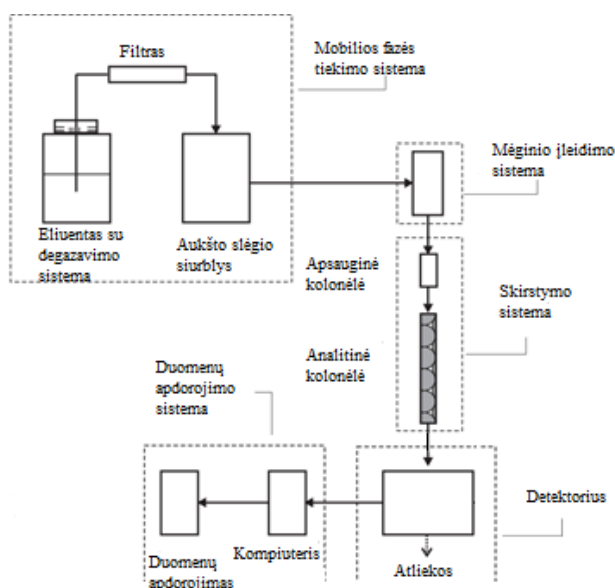 Filtras
Mobilios fazės
tiekimo sistema
Mėginio įleidimo
sistema
Eliuentas su
degazavimo
sistema
Aukšto slėgio
siurblys
Apsauginė
kolonėlė
Skirstymo
sistema
Analitinė
kolonėlė
Duomenų
apdorojimo
sistema
Detektorius
Kompiuteris
Duomenų
apdorojimas
Atliekos